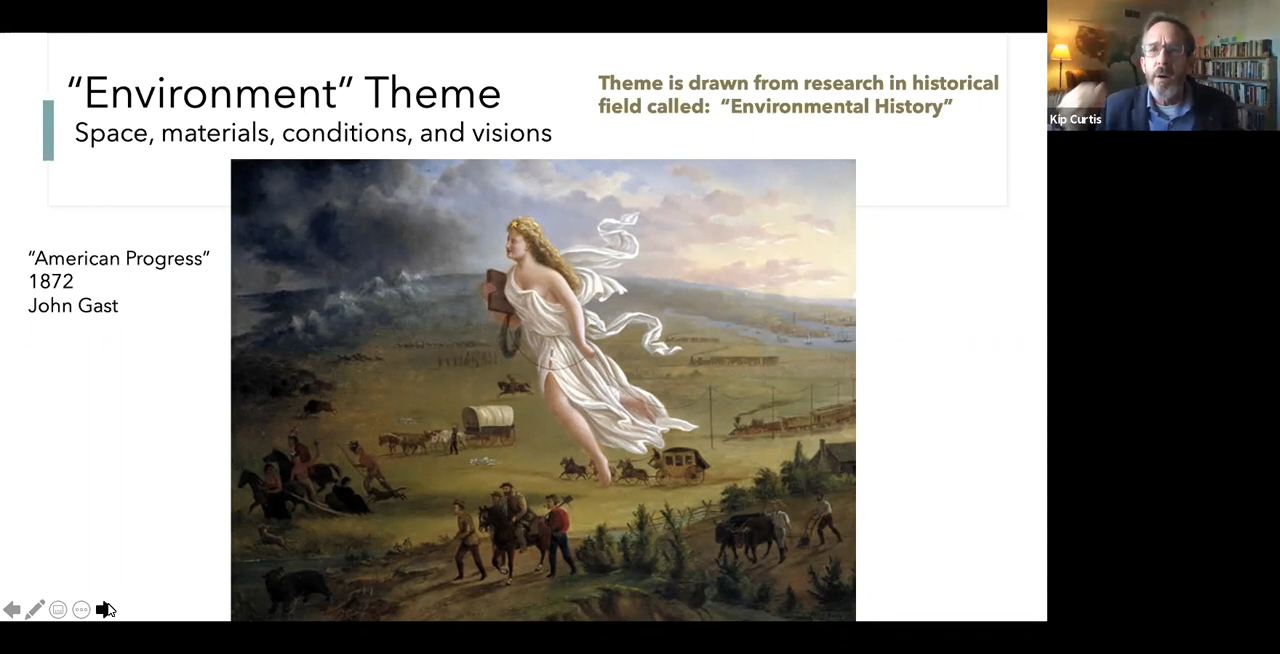 “Environment” Theme
Space, materials, conditions, and visions
Theme is drawn from research in historical
field called:  “Environmental History”
“American Progress”
1872
John Gast
Kip Curtis